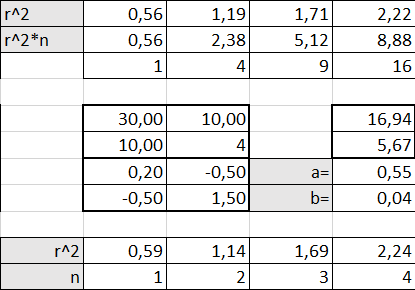 r^2 0,56 1,19 1,71 2,22
r^2*n 0,56 2,38 5,12 8,88
1 4 9 16
30,00 10,00 16,94
10,00 4 5,67
0,20 -0,50 a= 0,55
-0,50 1,50 b= 0,04
r^2 0,59 1,14 1,69 2,24
n 1 2 3 4